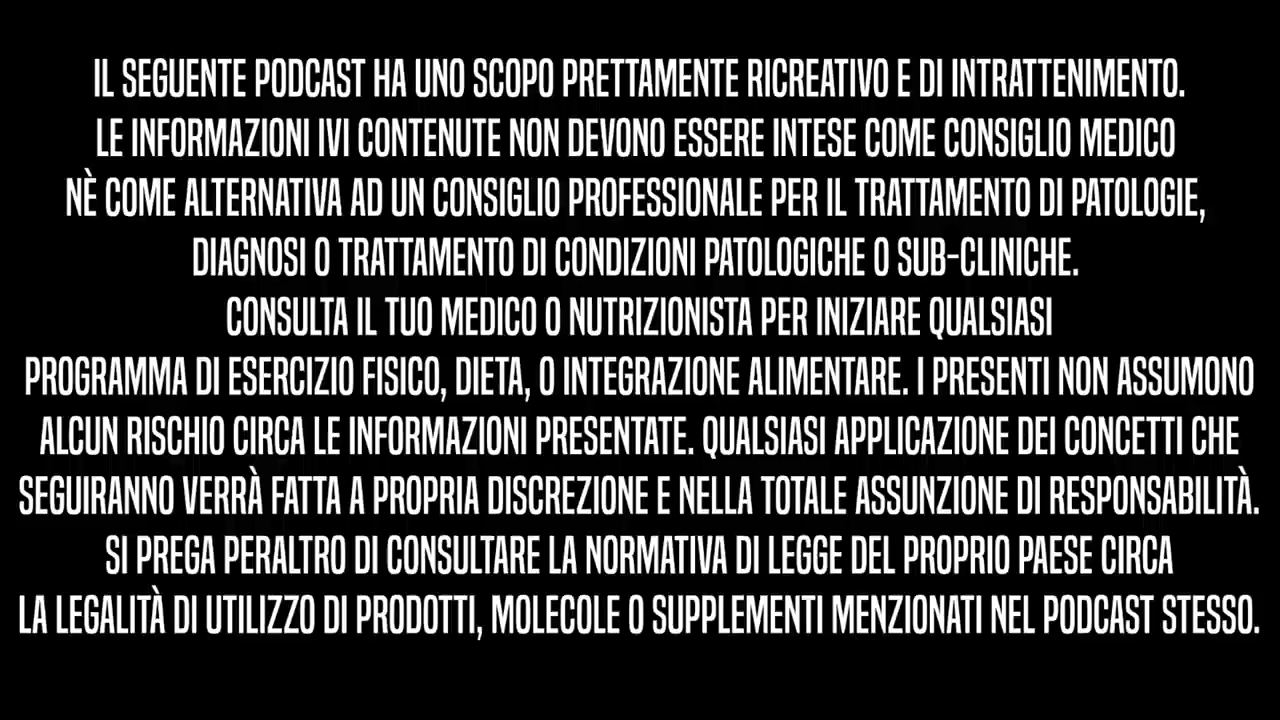 IL SEGUENTE PODCAST HA UNO SCOPO PRETTAMENTE RICREATIVO E DI INTRATTENIMENTO.
LE INFORMAZIONI IVI CONTENUTE NON DEVONO ESSERE INTESE COME CONSIGLIO MEDICO
NÈ COME ALTERNATIVA AD UN CONSIGLIO PROFESSIONALE PER IL TRATTAMENTO DI PATOLOGIE,
DIAGNOSI O TRATTAMENTO DI CONDIZIONI PATOLOGICHE O SUB-CLINICHE.
CONSULTA IL TUO MEDICO O NUTRIZIONISTA PER INIZIARE QUALSIASI
PROGRAMMA DI ESERCIZIO FISICO, DIETA, O INTEGRAZIONE ALIMENTARE. I PRESENTI NON ASSUMONO
ALCUN RISCHIO CIRCA LE INFORMAZIONI PRESENTATE. QUALSIASI APPLICAZIONE DEI CONCETTI CHE
SEGUIRANNO VERRÀ FATTA A PROPRIA DISCREZIONE E NELLA TOTALE ASSUNZIONE DI RESPONSABILITÀ.
SI PREGA PERALTRO DI CONSULTARE LA NORMATIVA DI LEGGE DEL PROPRIO PAESE CIRCA
LA LEGALITÀ DI UTILIZZO DI PRODOTTI, MOLECOLE O SUPPLEMENTI MENZIONATI NEL PODCAST STESSO.